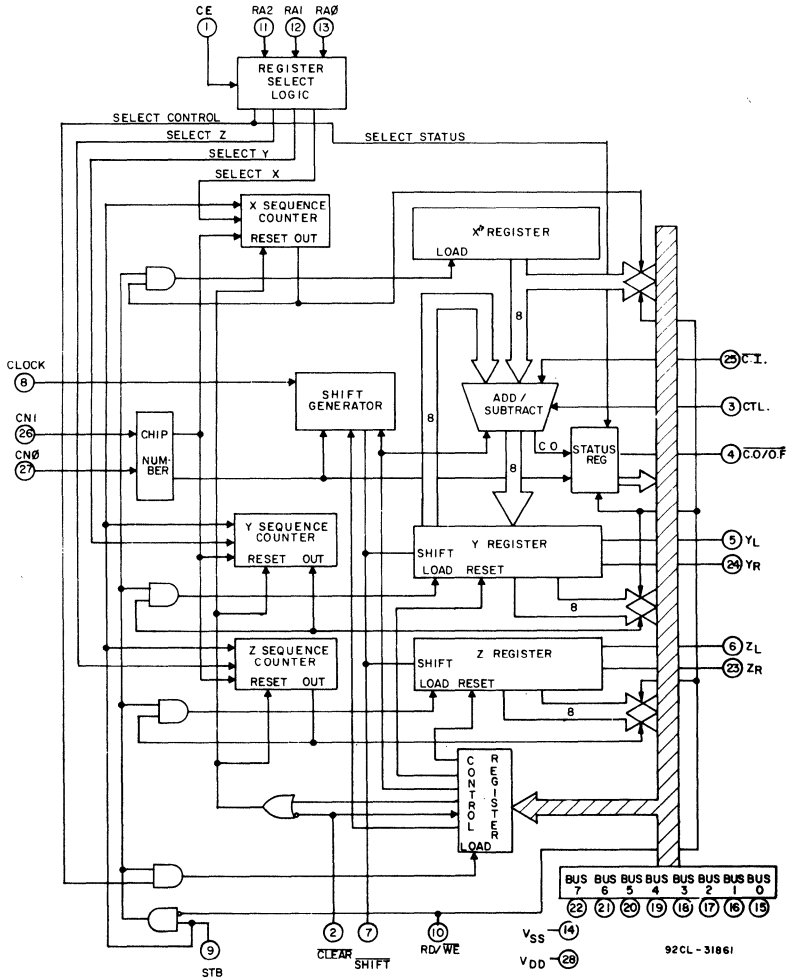 CE RA2 RA1 RAØ
1 11 12 13
REGISTER
SELECT
LOGIC
SELECT CONTROL
SELECT Z
SELECT STATUS
SELECT Y
SELECT X
X SEQUENCE
COUNTER
RESET OUT
REGISTER
LOAD
8
25 C.I.
CLOCK
8
SHIFT
GENERATOR
8
ADD/
SUBTRACT
3 CTL.
CN1
26
CNØ
27
CHIP
NUM-
BER
CO
STATUS
REG
4 C.O/O.F
8
Y SEQUENCE
COUNTER
RESET OUT
Y REGISTER
SHIFT
LOAD RESET
8
5 YL
24 YR
Z SEQUENCE
COUNTER
RESET OUT
Z REGISTER
SHIFT
LOAD RESET
8
6 ZL
23 ZR
CONTROL
REGISTER
LOAD
BUS 7 BUS 6 BUS 5 BUS 4 BUS 3 BUS 2 BUS 1 BUS 0
22 21 20 19 18 17 16 15
9
STB
2
CLEAR
7
SHIFT
10
RD/WE
VSS 14
VDD 28
92CL-31861